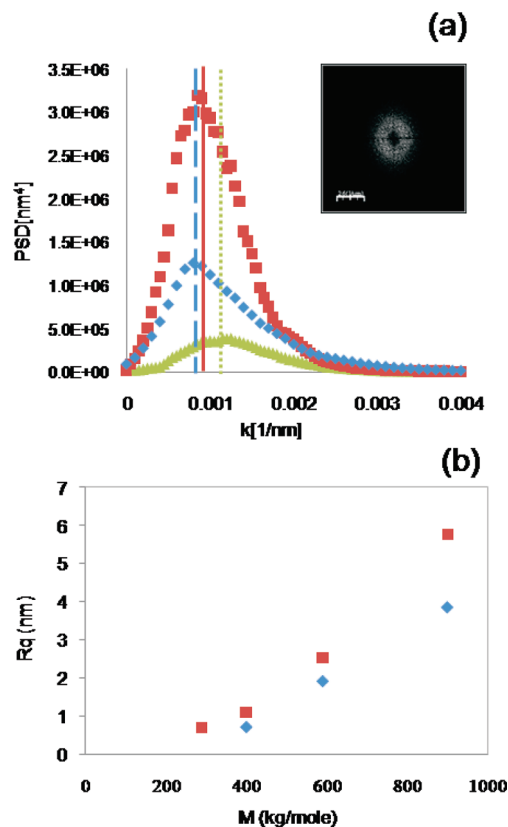 (a)
3.5E+06
3.0E+06
2.5E+06
2.0E+06
1.5E+06
1.0E+06
5.0E+05
0.0E+00
PSD[nm⁴]
0 0.001 0.002 0.003 0.004
k[1/nm]
(b)
7
6
5
4
3
2
1
0
Rq (nm)
0 200 400 600 800 1000
M (kg/mole)